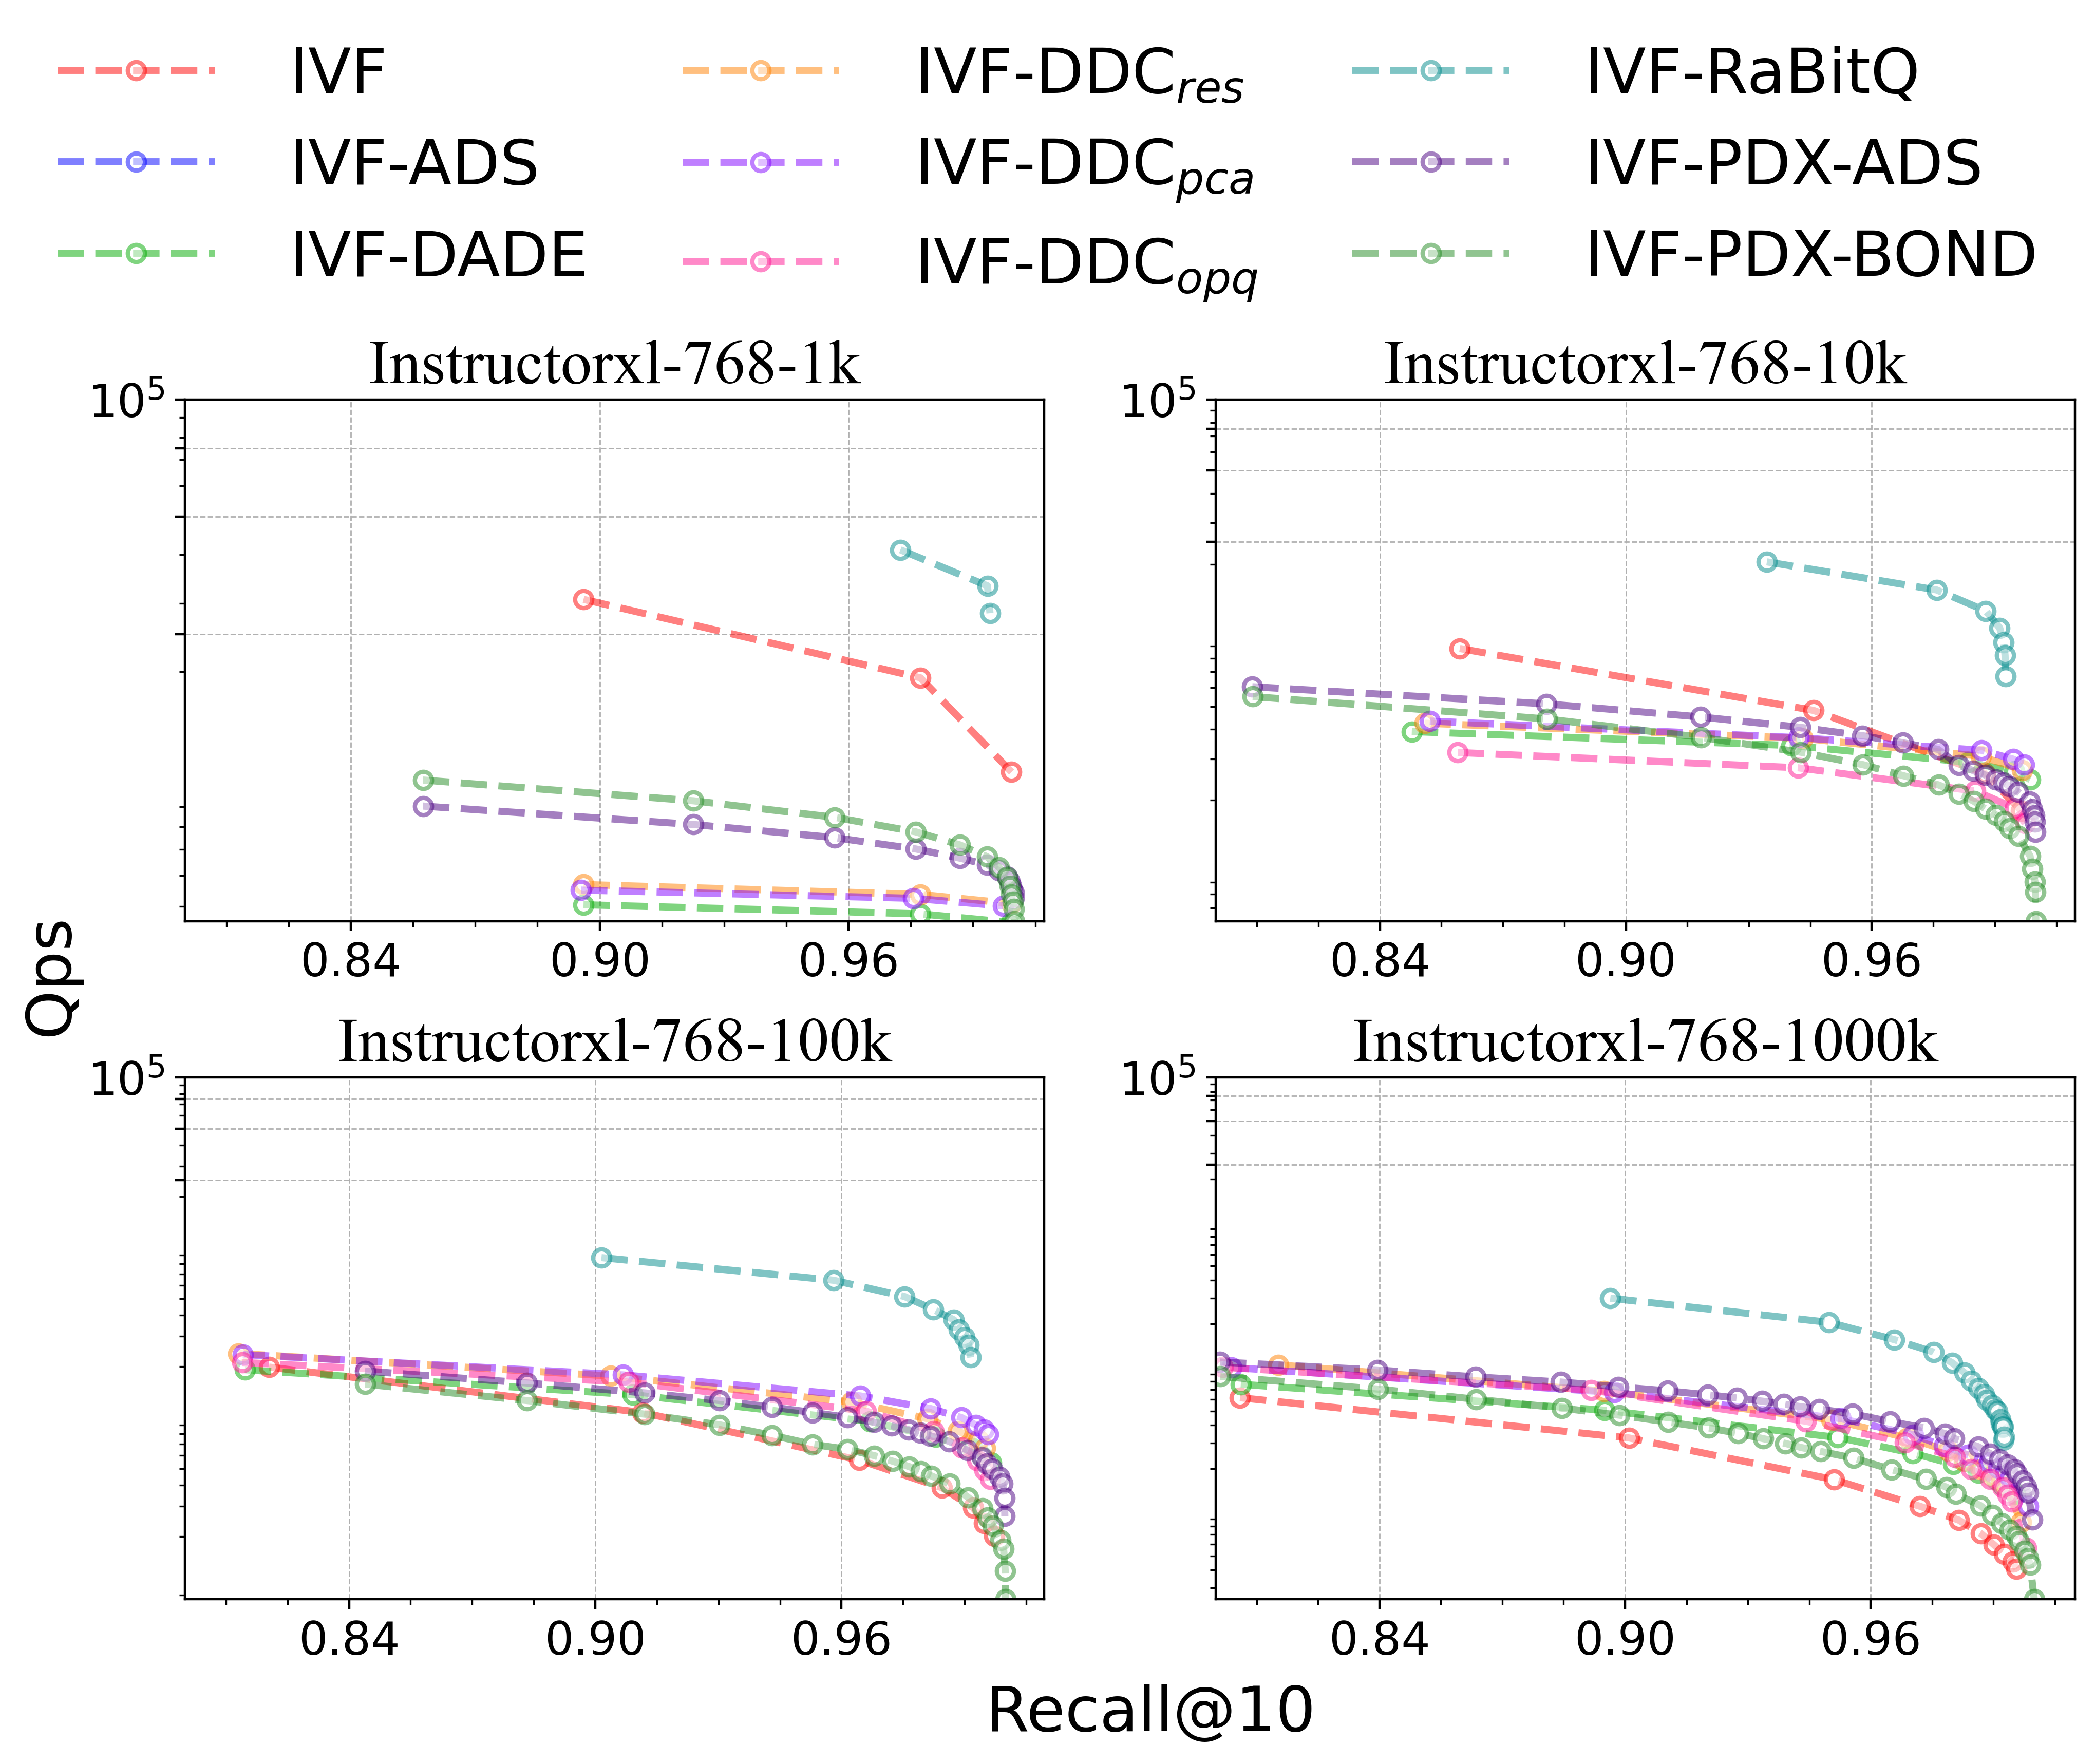 IVF IVF-DDC_res IVF-RaBitQ
IVF-ADS IVF-DDC_pca IVF-PDX-ADS
IVF-DADE IVF-DDC_opq IVF-PDX-BOND
Instructorxl-768-1k Instructorxl-768-10k
10^5 10^5
0.84 0.90 0.96 0.84 0.90 0.96
Qps
Instructorxl-768-100k Instructorxl-768-1000k
10^5 10^5
0.84 0.90 0.96 0.84 0.90 0.96
Recall@10